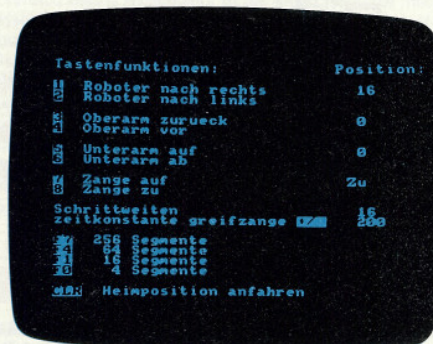 Tastenfunktionen: Position:
1 Roboter nach rechts 16
2 Roboter nach links
3 Oberarm zurueck 0
4 Oberarm vor
5 Unterarm auf 0
6 Unterarm ab
7 Zange auf Zu
8 Zange zu
Schrittweiten 16
zeitkonstante greifzange +/- 200
256 Segmente
64 Segmente
16 Segmente
4 Segmente
CLR Heimposition anfahren